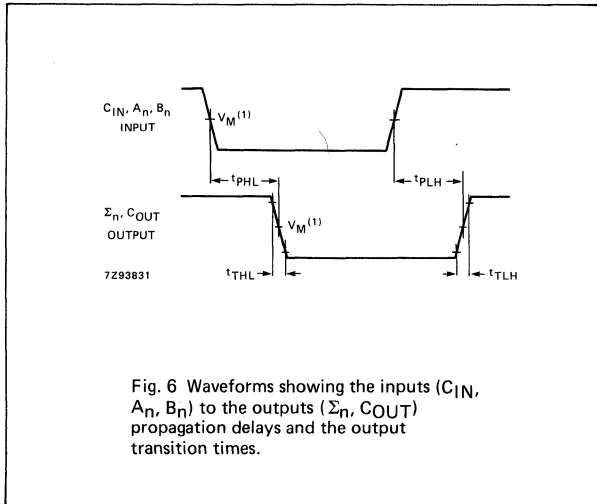 C_IN, A_n, B_n
INPUT
V_M^(1)
t_PHL
t_PLH
Σ_n, C_OUT
OUTPUT
V_M^(1)
7Z93831
t_THL
t_TLH
Fig. 6 Waveforms showing the inputs (C_IN,
A_n, B_n) to the outputs (Σ_n, C_OUT)
propagation delays and the output
transition times.